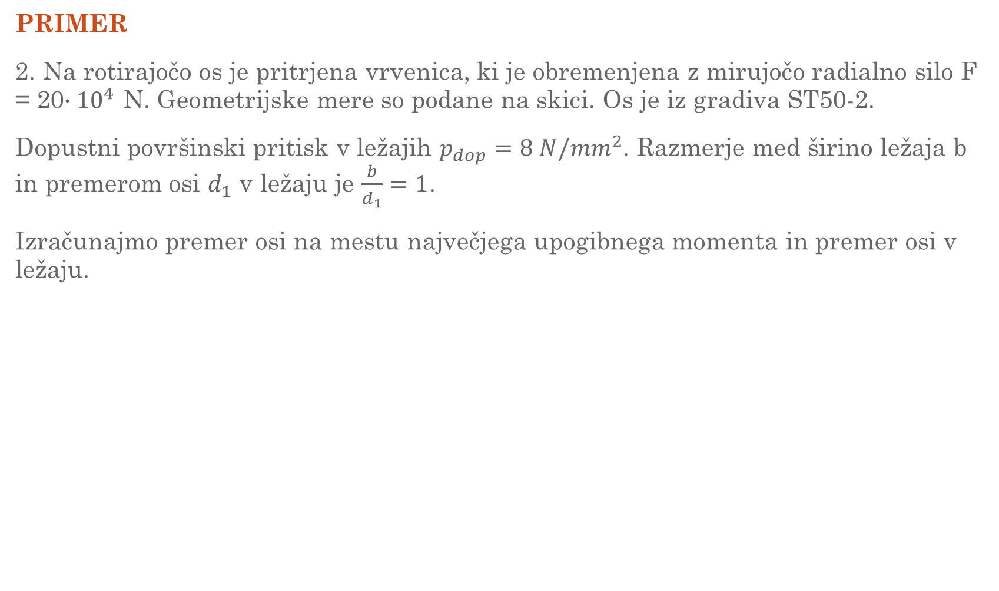 PRIMER
2. Na rotirajočo os je pritrjena vrvenica, ki je obremenjena z mirujočo radialno silo F
= 20· 10⁴ N. Geometrijske mere so podane na skici. Os je iz gradiva ST50-2.
Dopustni površinski pritisk v ležajih p_dop = 8 N/mm². Razmerje med širino ležaja b
in premerom osi d₁ v ležaju je b/d₁ = 1.
Izračunajmo premer osi na mestu največjega upogibnega momenta in premer osi v
ležaju.